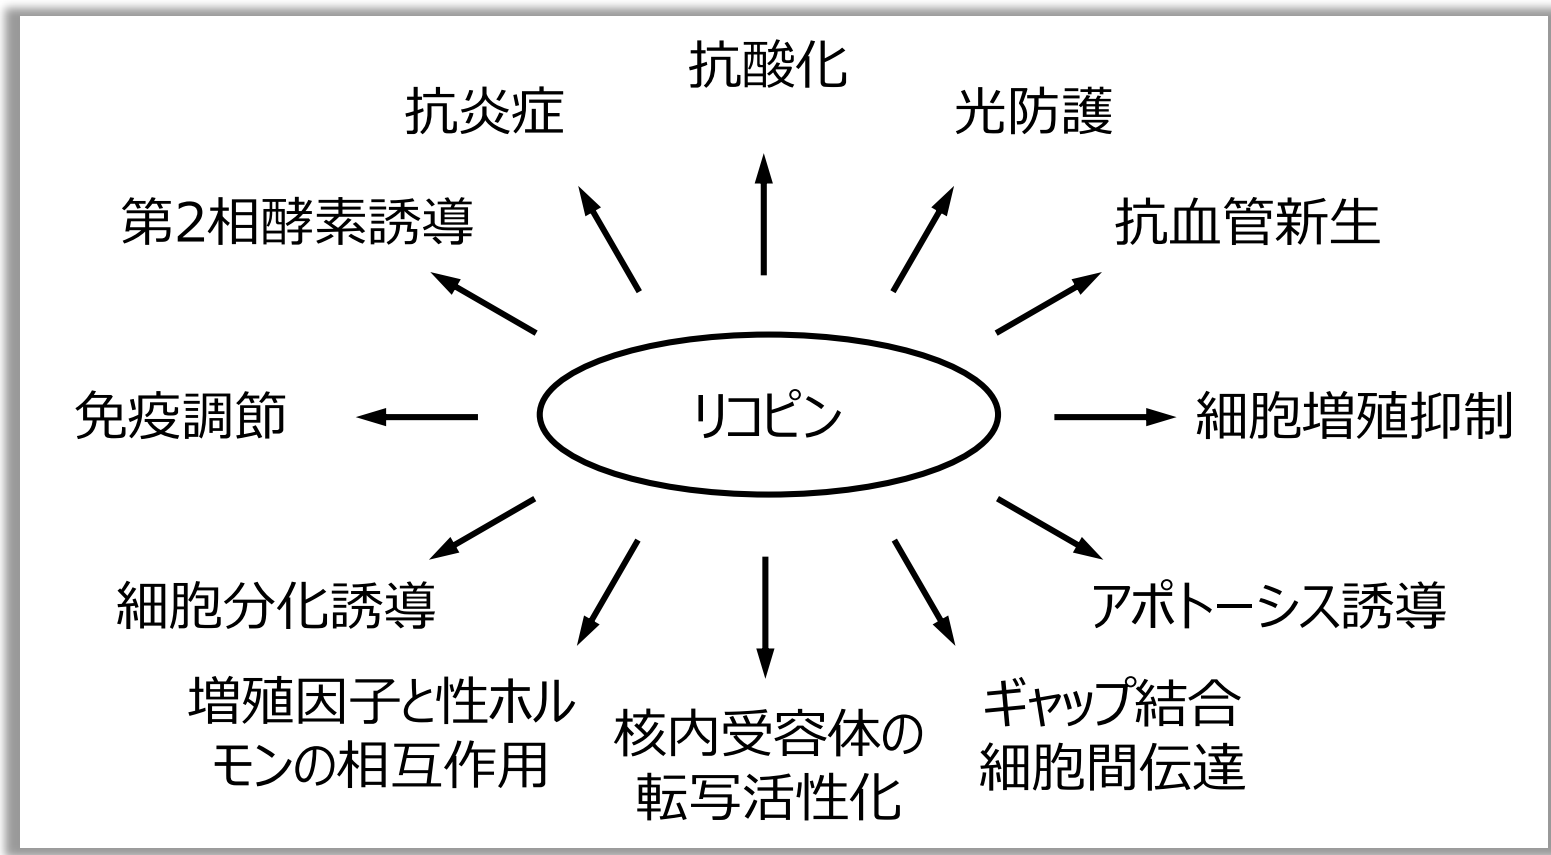 抗酸化
抗炎症
光防護
第2相酵素誘導
抗血管新生
免疫調節
リコピン
細胞増殖抑制
細胞分化誘導
アポトーシス誘導
増殖因子と性ホル
モンの相互作用
核内受容体の
転写活性化
ギャップ結合
細胞間伝達